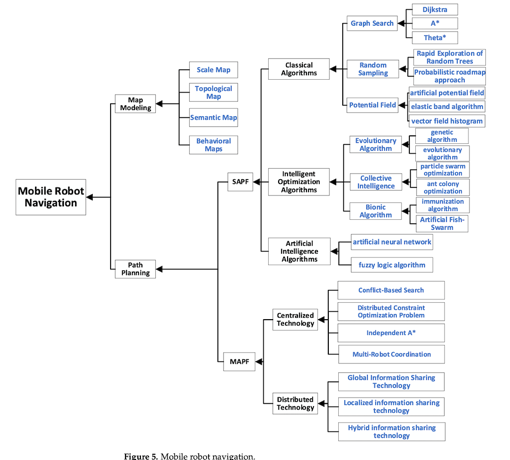 Mobile Robot
Navigation
Map
Modeling
Scale Map
Topological
Map
Semantic Map
Behavioral
Maps
Path
Planning
SAPF
Classical
Algorithms
Graph Search
Dijkstra
A*
Theta*
Random
Sampling
Rapid Exploration of
Random Trees
Probabilistic roadmap
approach
Potential Field
artificial potential field
elastic band algorithm
vector field histogram
Intelligent
Optimization
Algorithms
Evolutionary
Algorithm
genetic
algorithm
evolutionary
algorithm
Collective
Intelligence
particle swarm
optimization
ant colony
optimization
Bionic
Algorithm
immunization
algorithm
Artificial Fish-
Swarm
Artificial
Intelligence
Algorithms
artificial neural network
fuzzy logic algorithm
MAPF
Centralized
Technology
Conflict-Based Search
Distributed Constraint
Optimization Problem
Independent A*
Multi-Robot Coordination
Distributed
Technology
Global Information Sharing
Technology
Localized information sharing
technology
Hybrid information sharing
technology
Figure 5. Mobile robot navigation.